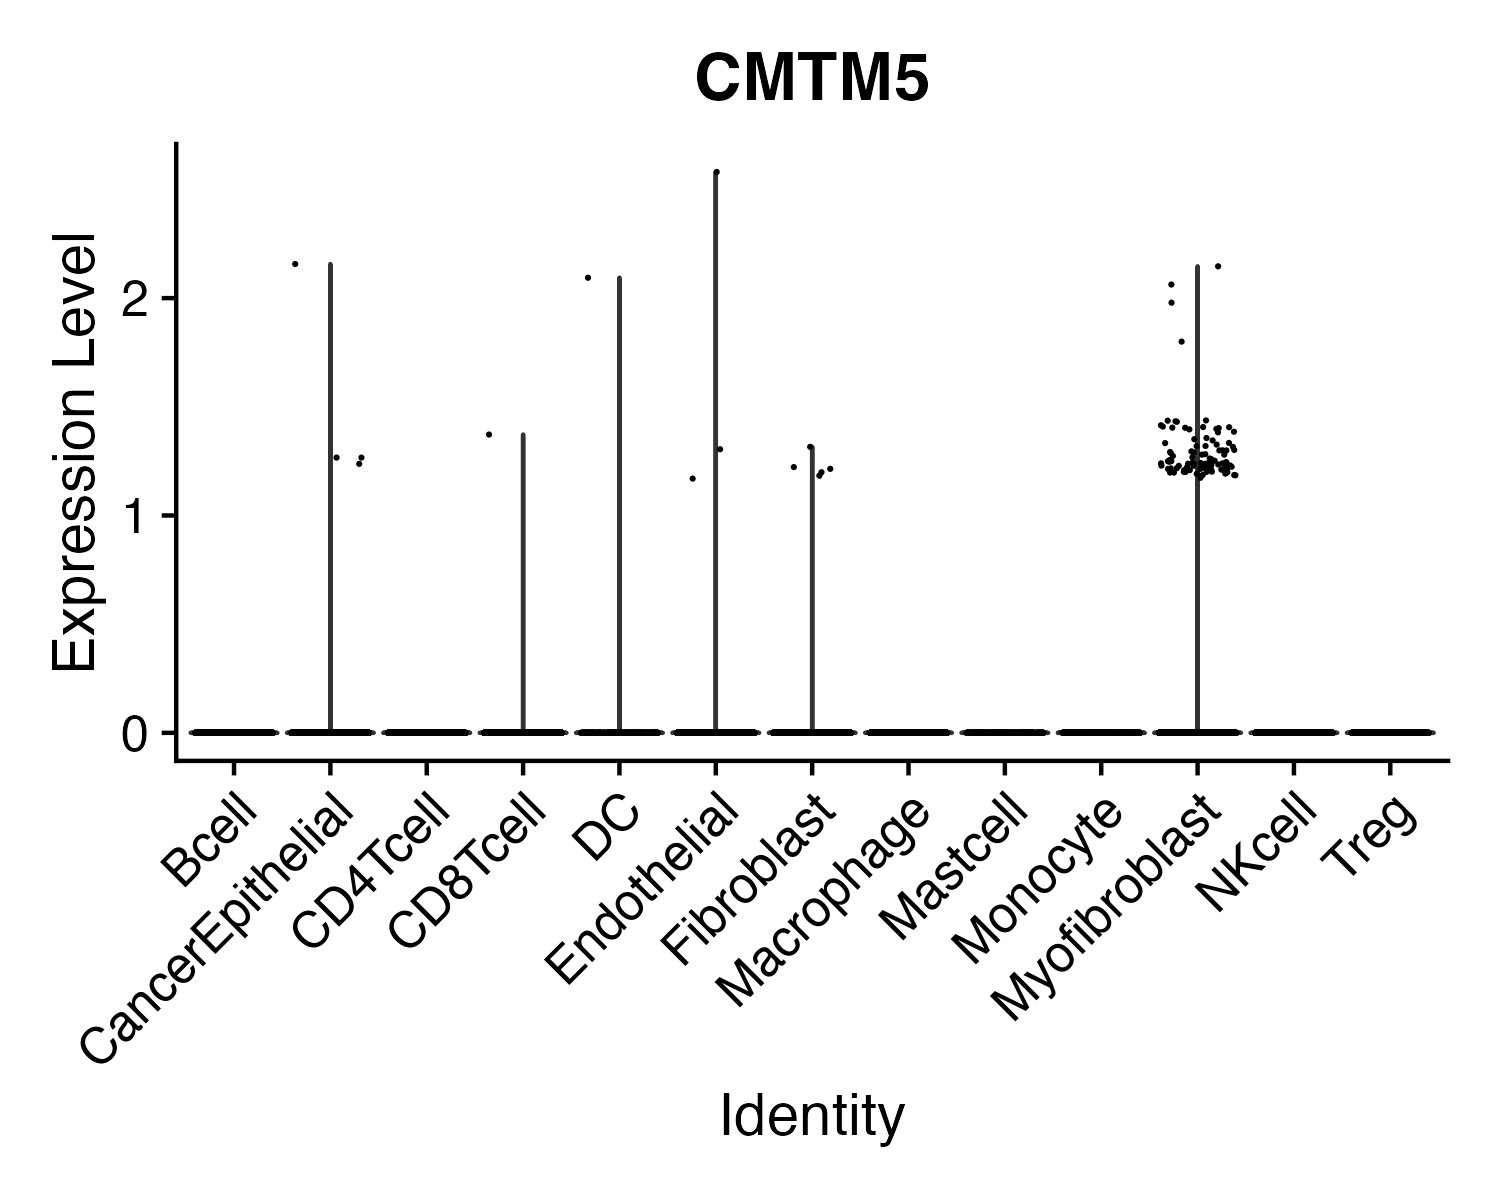 CMTM5
Expression Level
2
1
0
Bcell
CancerEpithelial
CD4Tcell
CD8Tcell
DC
Endothelial
Fibroblast
Macrophage
Mastcell
Monocyte
Myofibroblast
NKcell
Treg
Identity